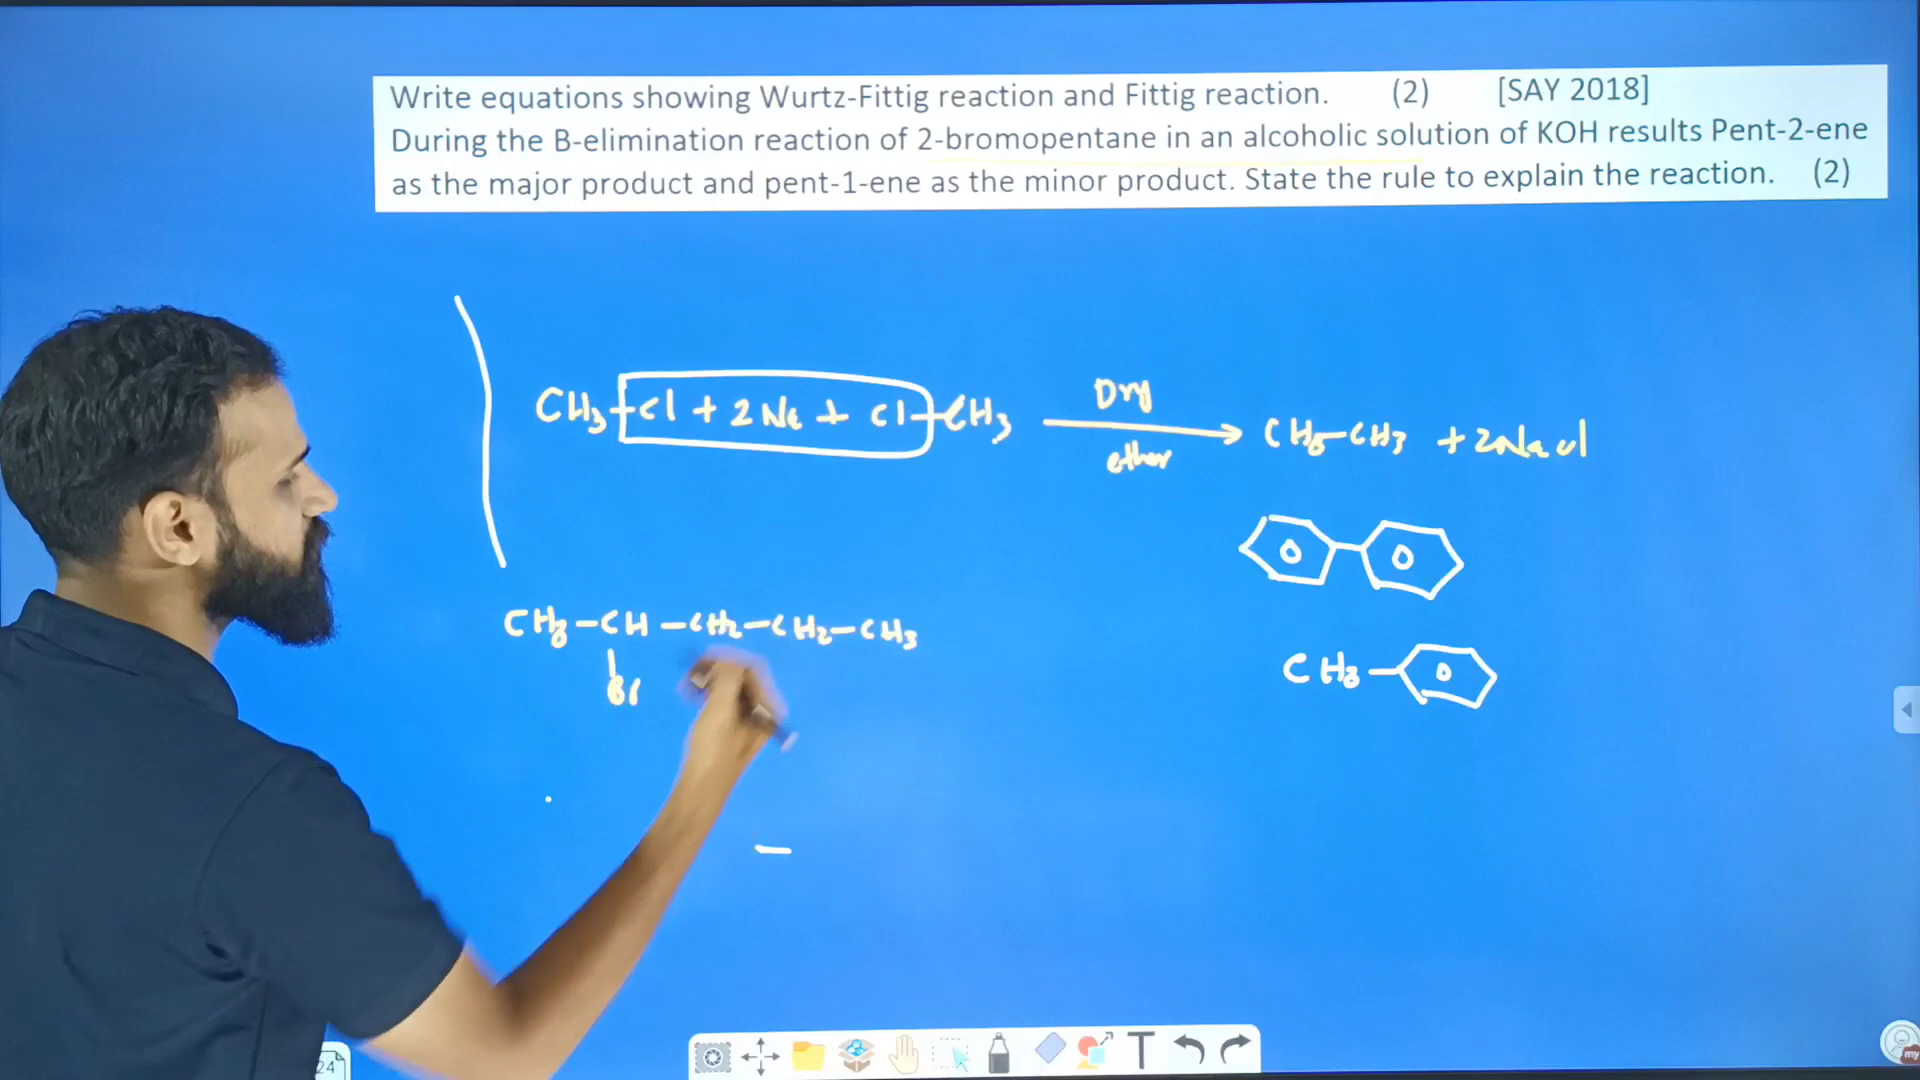 Write equations showing Wurtz-Fittig reaction and Fittig reaction. (2) [SAY 2018]
During the B-elimination reaction of 2-bromopentane in an alcoholic solution of KOH results Pent-2-ene
as the major product and pent-1-ene as the minor product. State the rule to explain the reaction. (2)
CH3-Cl + 2Na + Cl-CH3 Dry ether CH3-CH3 + 2NaCl
CH3-CH-CH2-CH2-CH3
Br
CH3
24
T
my